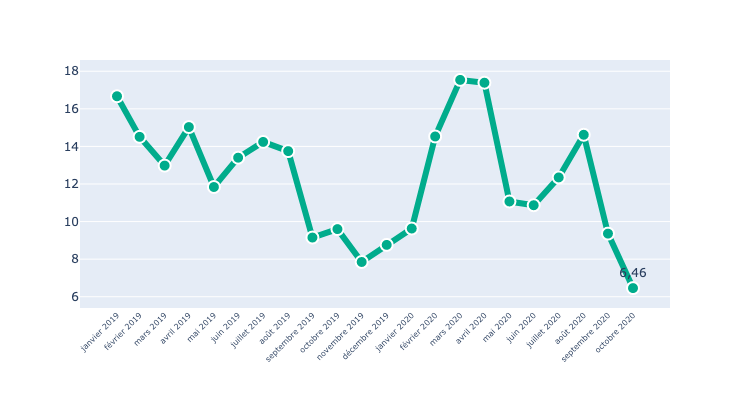 18
16
14
12
10
8
6
6.46
janvier 2019
février 2019
mars 2019
avril 2019
mai 2019
juin 2019
juillet 2019
août 2019
septembre 2019
octobre 2019
novembre 2019
décembre 2019
janvier 2020
février 2020
mars 2020
avril 2020
mai 2020
juin 2020
juillet 2020
août 2020
septembre 2020
octobre 2020